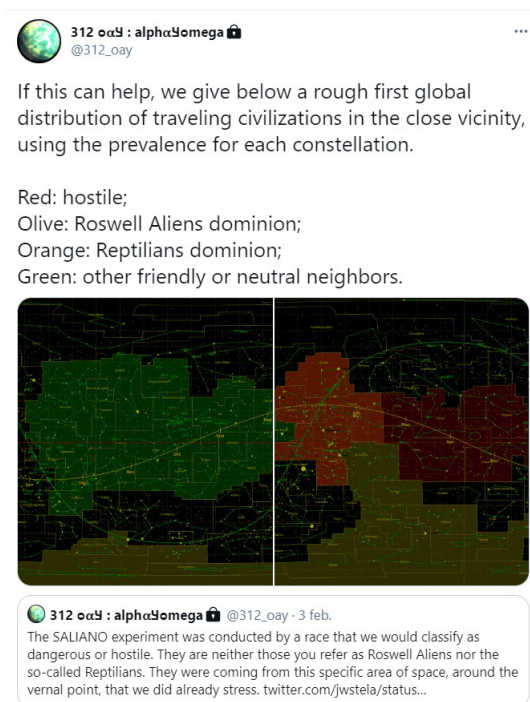 312 oαY : alphαYomega
@312_oay
If this can help, we give below a rough first global
distribution of traveling civilizations in the close vicinity,
using the prevalence for each constellation.
Red: hostile;
Olive: Roswell Aliens dominion;
Orange: Reptilians dominion;
Green: other friendly or neutral neighbors.
312 oαY : alphαYomega @312_oay · 3 feb.
The SALIANO experiment was conducted by a race that we would classify as
dangerous or hostile. They are neither those you refer as Roswell Aliens nor the
so-called Reptilians. They were coming from this specific area of space, around the
vernal point, that we did already stress. twitter.com/jwstela/status...